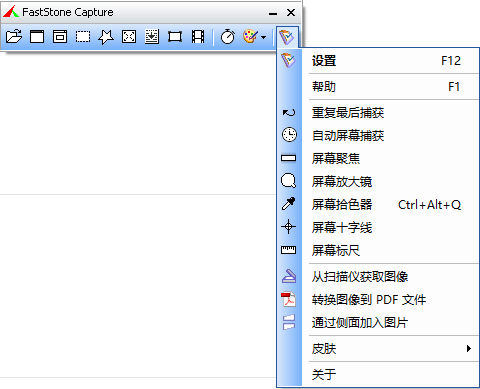 FastStone Capture
设置 F12
帮助 F1
重复最后捕获
自动屏幕捕获
屏幕聚焦
屏幕放大镜
屏幕拾色器 Ctrl+Alt+Q
屏幕十字线
屏幕标尺
从扫描仪获取图像
转换图像到 PDF 文件
通过侧面加入图片
皮肤
关于